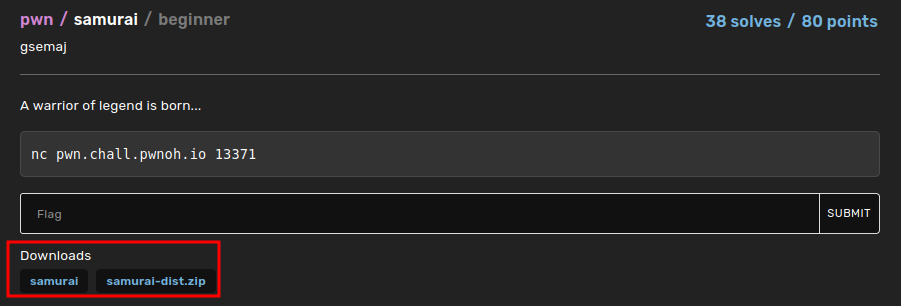 pwn / samurai / beginner
38 solves / 80 points
gsemaj
A warrior of legend is born...
nc pwn.chall.pwnoh.io 13371
Flag
SUBMIT
Downloads
samurai
samurai-dist.zip